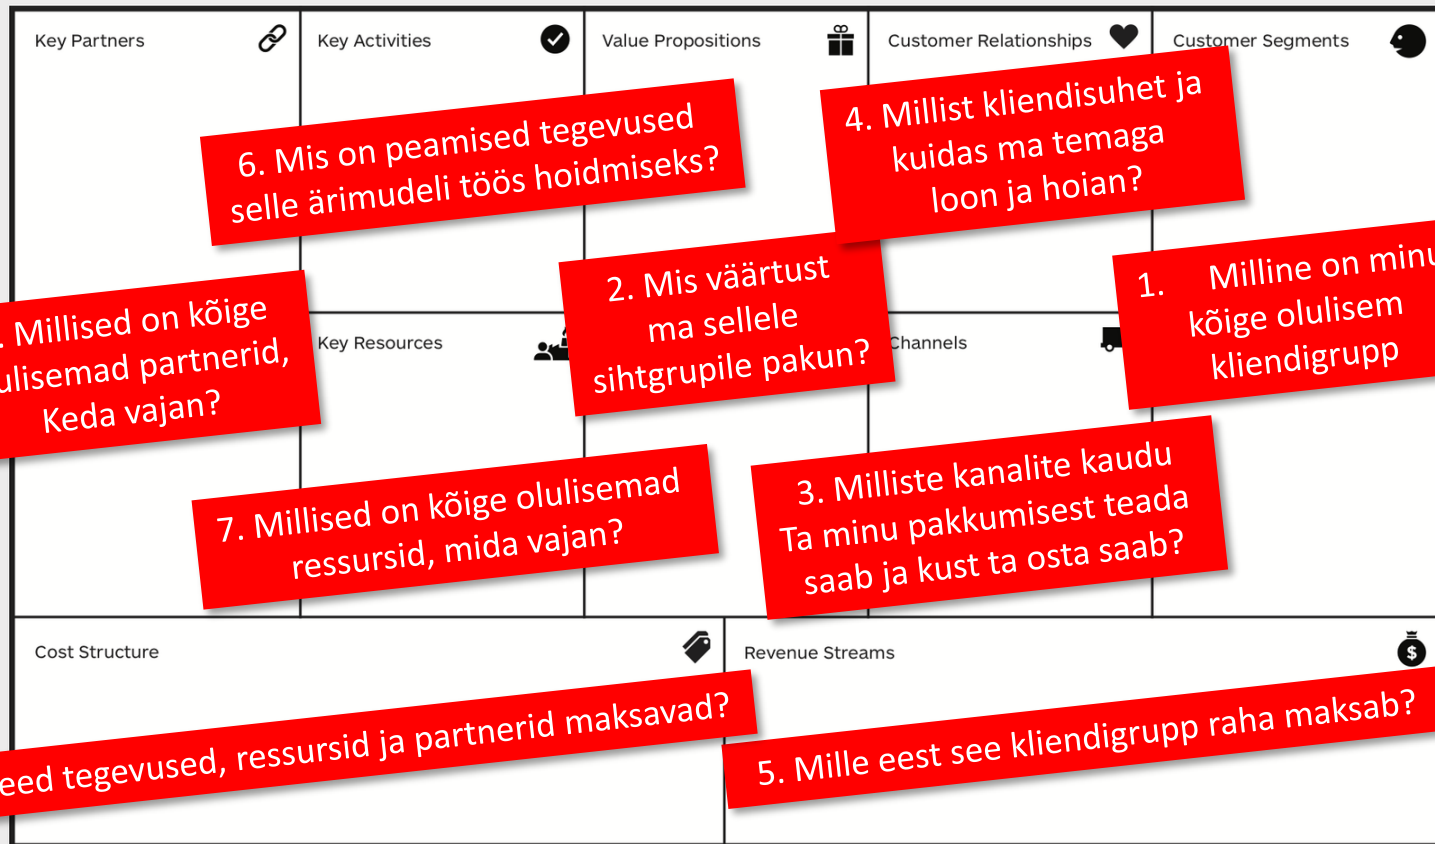 Key Partners
Key Activities
Value Propositions
Customer Relationships
Customer Segments
6. Mis on peamised tegevused
selle ärimudeli töös hoidmiseks?
4. Millist kliendisuhet ja
kuidas ma temaga
loon ja hoian?
2. Mis väärtust
ma sellele
sihtgrupile pakun?
1. Milline on minu
kõige olulisem
kliendigrupp
Millised on kõige
partnerid,
Keda vajan?
Key Resources
Channels
7. Millised on kõige olulisemad
ressursid, mida vajan?
3. Milliste kanalite kaudu
Ta minu pakkumisest teada
saab ja kust ta osta saab?
Cost Structure
Revenue Streams
$
tegevused, ressursid ja partnerid maksavad?
5. Mille eest see kliendigrupp raha maksab?